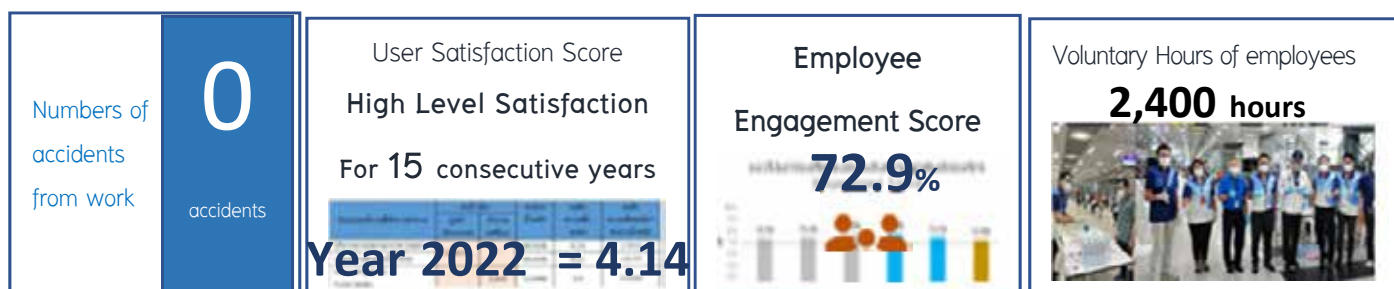 Numbers of
accidents
from work
0
accidents
User Satisfaction Score
High Level Satisfaction
For 15 consecutive years
Year 2022 = 4.14
Employee
Engagement Score
72.9%
Voluntary Hours of employees
2,400 hours